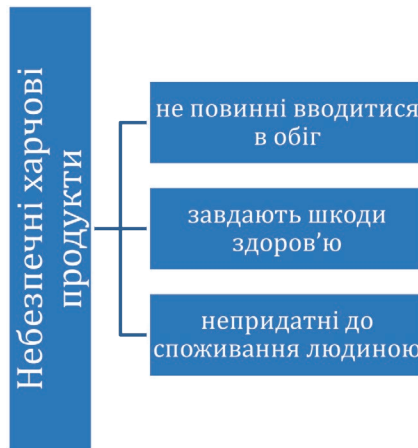 Небезпечні харчові
продукти
не повинні вводитися
в обіг
завдають шкоди
здоров’ю
непридатні до
споживання людиною